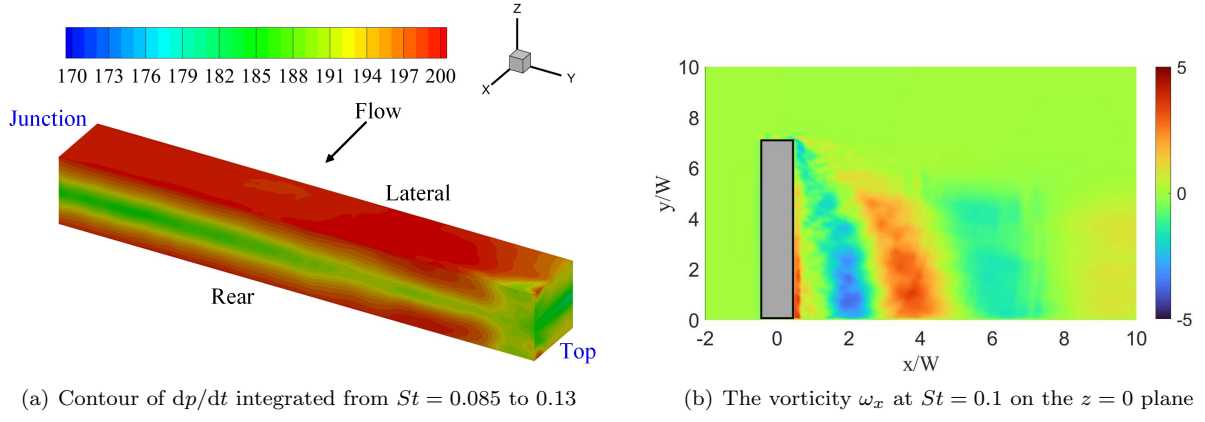 170 173 176 179 182 185 188 191 194 197 200
Z
X
Y
Junction
Flow
Lateral
Rear
Top
(a) Contour of dp/dt integrated from St = 0.085 to 0.13
10
8
6
4
2
0
y/W
-2 0 2 4 6 8 10
x/W
5
0
-5
(b) The vorticity ωₓ at St = 0.1 on the z = 0 plane